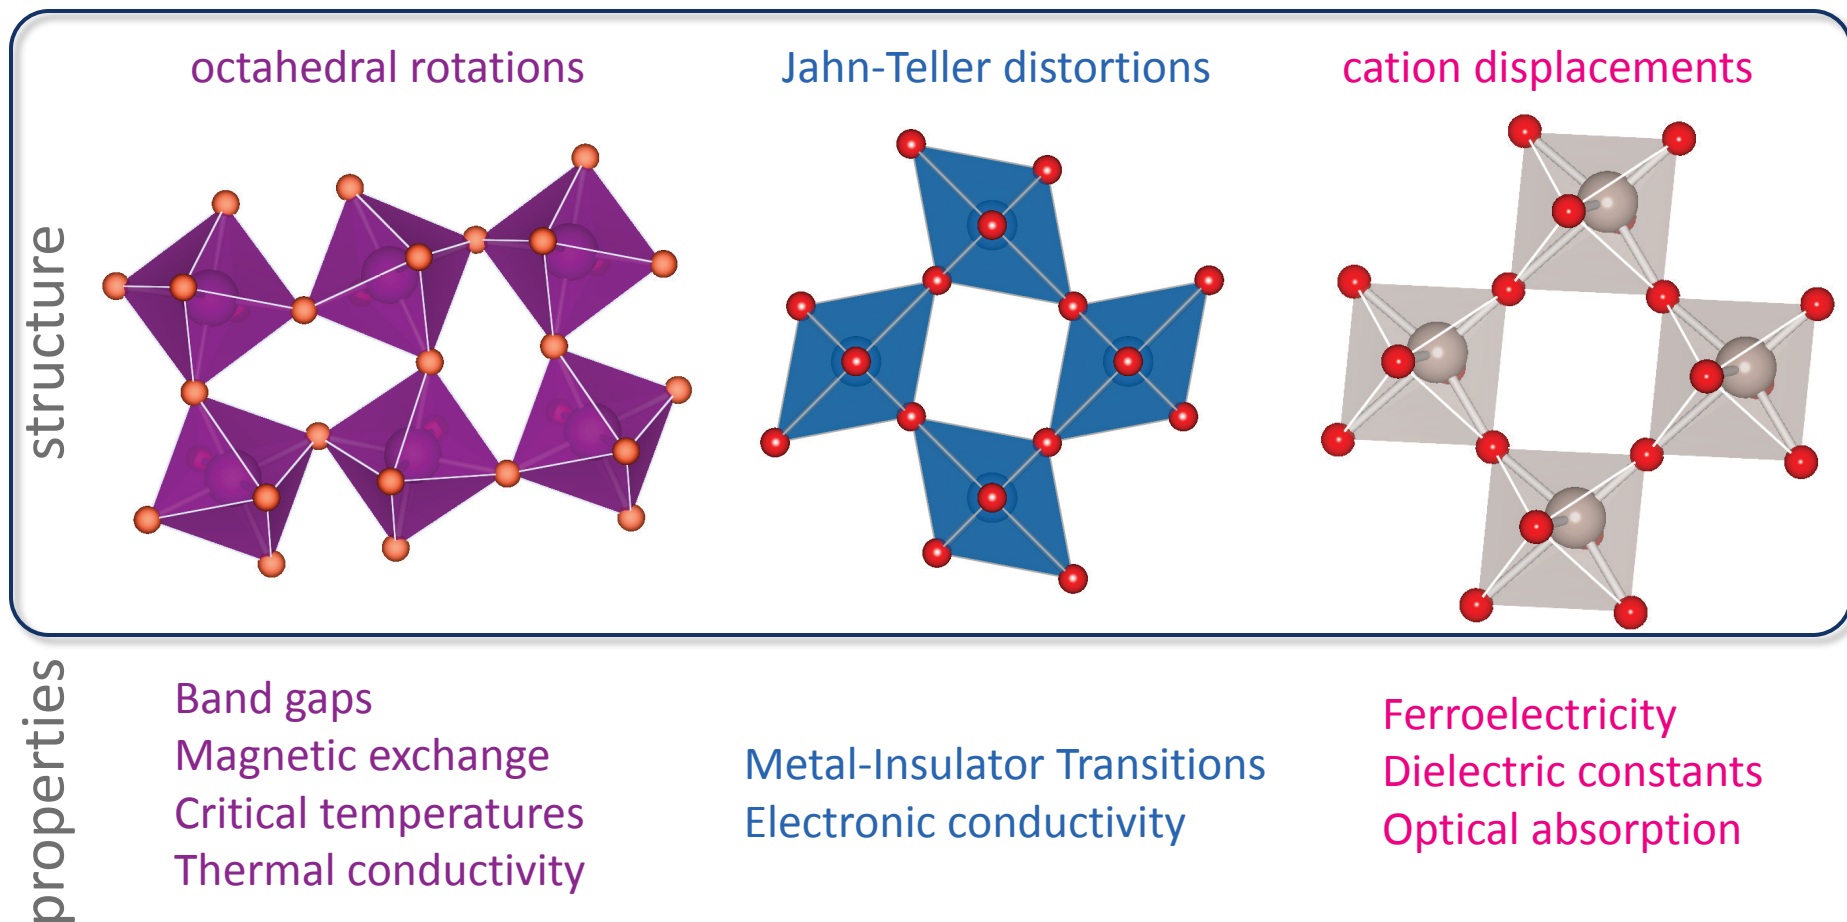 octahedral rotations
Jahn-Teller distortions
cation displacements
structure
properties
Band gaps
Magnetic exchange
Critical temperatures
Thermal conductivity
Metal-Insulator Transitions
Electronic conductivity
Ferroelectricity
Dielectric constants
Optical absorption